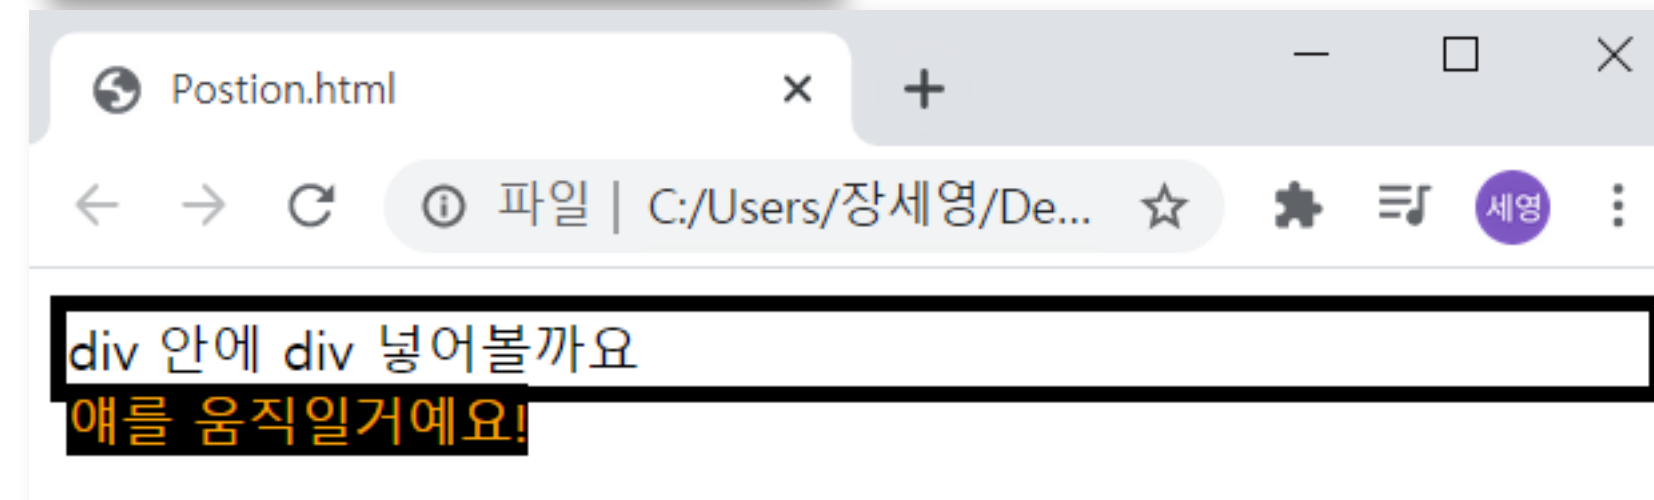 Postion.html
파일 | C:/Users/장세영/De...
세영
div 안에 div 넣어볼까요
얘를 움직일거예요!